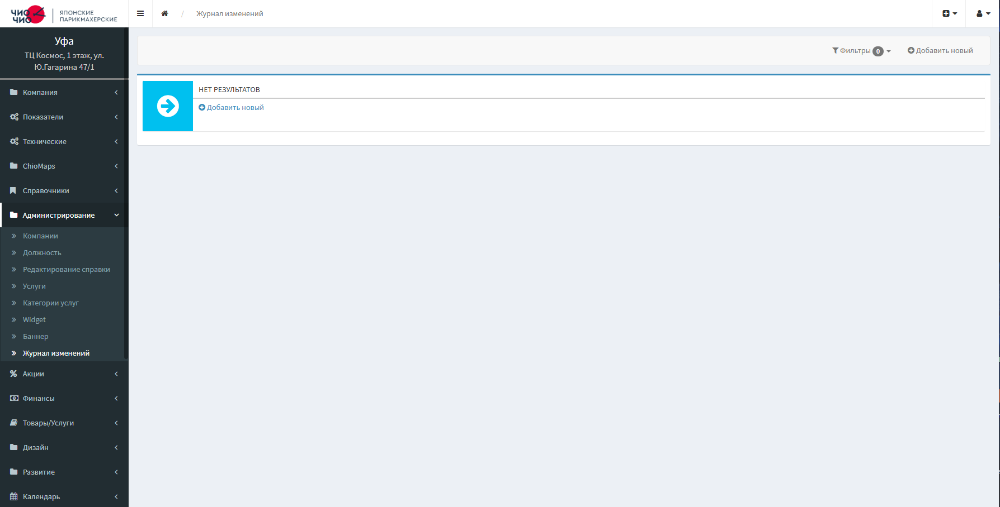 ЧИО
ЧИО
ЯПОНСКИЕ
ПАРИКМАХЕРСКИЕ
/
Журнал изменений
Уфа
ТЦ Космос, 1 этаж, ул.
Ю.Гагарина 47/1
Фильтры 0
Добавить новый
НЕТ РЕЗУЛЬТАТОВ
Добавить новый
Компания
Показатели
Технические
ChioMaps
Справочники
Администрирование
Компании
Должность
Редактирование справки
Услуги
Категории услуг
Widget
Баннер
Журнал изменений
Акции
Финансы
Товары/Услуги
Дизайн
Развитие
Календарь